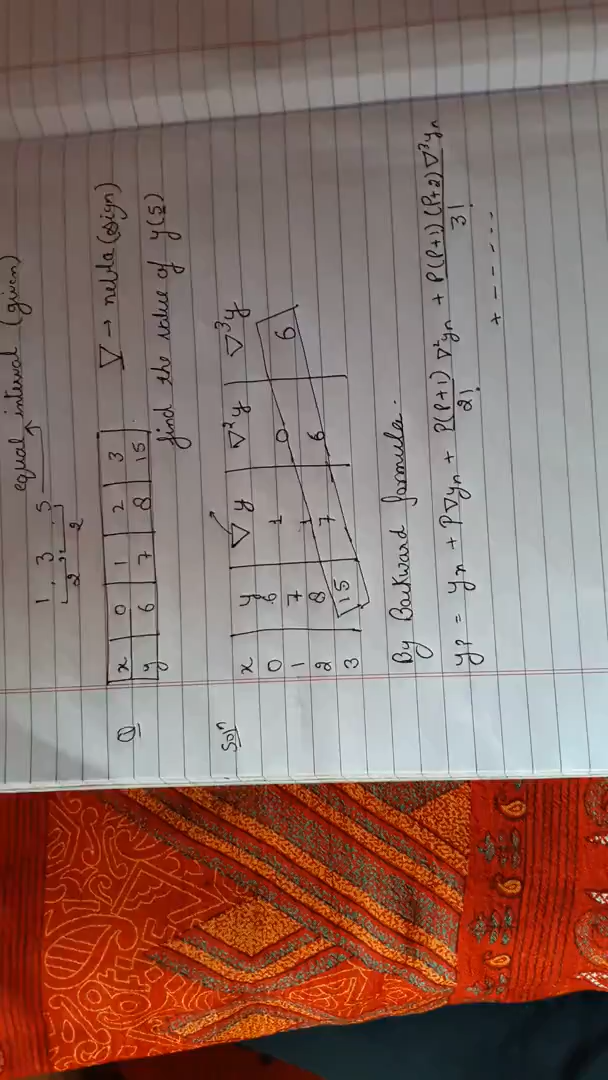 equal interval (given)
1, 3, 5
2 2
Q x 0 1 2 3 ∇ → nebla (sign)
y 6 7 8 15
find the value of y(5)
Solⁿ
x y ∇y ∇²y ∇³y
0 6 1 0 6
1 7 1 6
2 8 7
3 15
By Backward formula.
yp = yn + P∇yn + P(P+1)/2! ∇²yn + P(P+1)(P+2)/3! ∇³yn
+ - - - - - -